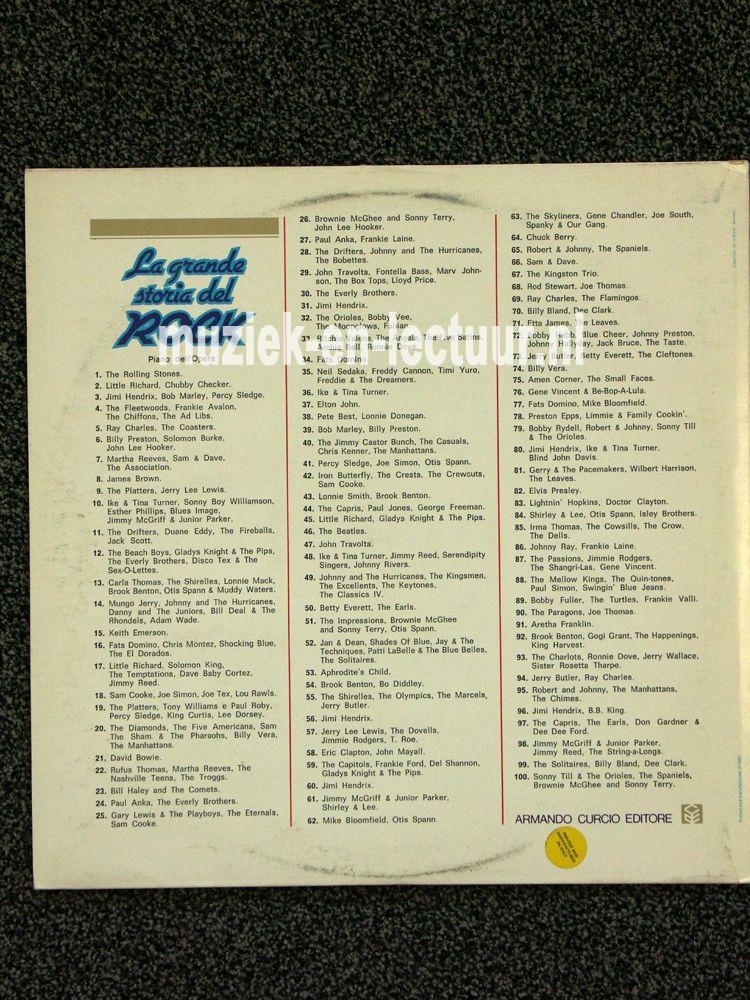 La grande
storia del
ROCK
muziek-en-lectuur.nl
Piano dell'Opera
1. The Rolling Stones.
2. Little Richard, Chubby Checker.
3. Jimi Hendrix, Bob Marley, Percy Sledge.
4. The Fleetwoods, Frankie Avalon,
The Chiffons, The Ad Libs.
5. Ray Charles, The Coasters.
6. Billy Preston, Solomon Burke,
John Lee Hooker.
7. Martha Reeves, Sam & Dave,
The Association.
8. James Brown.
9. The Platters, Jerry Lee Lewis.
10. Ike & Tina Turner, Sonny Boy Williamson,
Esther Phillips, Blues Image,
Jimmy McGriff & Junior Parker.
11. The Drifters, Duane Eddy, The Fireballs,
Jack Scott.
12. The Beach Boys, Gladys Knight & The Pips,
The Everly Brothers, Disco Tex & The
Sex-O-Lettes.
13. Carla Thomas, The Shirelles, Lonnie Mack,
Brook Benton, Otis Spann & Muddy Waters.
14. Mungo Jerry, Johnny and The Hurricanes,
Danny and The Juniors, Bill Deal & The
Rhondels, Adam Wade.
15. Keith Emerson.
16. Fats Domino, Chris Montez, Shocking Blue,
The El Dorados.
17. Little Richard, Solomon King,
The Temptations, Dave Baby Cortez,
Jimmy Reed.
18. Sam Cooke, Joe Simon, Joe Tex, Lou Rawls.
19. The Platters, Tony Williams e Paul Roby,
Percy Sledge, King Curtis, Lee Dorsey.
20. The Diamonds, The Five Americans, Sam
The Sham & The Pharaohs, Billy Vera,
The Manhattans.
21. David Bowie.
22. Rufus Thomas, Martha Reeves, The
Nashville Teens, The Troggs.
23. Bill Haley and The Comets.
24. Paul Anka, The Everly Brothers.
25. Gary Lewis & The Playboys, The Eternals,
Sam Cooke.
26. Brownie McGhee and Sonny Terry,
John Lee Hooker.
27. Paul Anka, Frankie Laine.
28. The Drifters, Johnny and The Hurricanes,
The Bobettes.
29. John Travolta, Fontella Bass, Marv John-
son, The Box Tops, Lloyd Price.
30. The Everly Brothers.
31. Jimi Hendrix.
32. The Orioles, Bobby Vee,
The Moonglows, Fabian.
33. Ritchie Valens, The Angels, The Five Satins,
Archie Bell, Ronnie Dove.
34. Fats Domino.
35. Neil Sedaka, Freddy Cannon, Timi Yuro,
Freddie & The Dreamers.
36. Ike & Tina Turner.
37. Elton John.
38. Pete Best, Lonnie Donegan.
39. Bob Marley, Billy Preston.
40. The Jimmy Castor Bunch, The Casuals,
Chris Kenner, The Manhattans.
41. Percy Sledge, Joe Simon, Otis Spann.
42. Iron Butterfly, The Crests, The Crewcuts,
Sam Cooke.
43. Lonnie Smith, Brook Benton.
44. The Capris, Paul Jones, George Freeman.
45. Little Richard, Gladys Knight & The Pips.
46. The Beatles.
47. John Travolta.
48. Ike & Tina Turner, Jimmy Reed, Serendipity
Singers, Johnny Rivers.
49. Johnny and The Hurricanes, The Kingsmen,
The Excellents, The Keytones,
The Classics IV.
50. Betty Everett, The Earls.
51. The Impressions, Brownie McGhee
and Sonny Terry, Otis Spann.
52. Jan & Dean, Shades Of Blue, Jay & The
Techniques, Patti LaBelle & The Blue Belles,
The Solitaires.
53. Aphrodite's Child.
54. Brook Benton, Bo Diddley.
55. The Shirelles, The Olympics, The Marcels,
Jerry Butler.
56. Jimi Hendrix.
57. Jerry Lee Lewis, The Dovells,
Jimmie Rodgers, T. Roe.
58. Eric Clapton, John Mayall.
59. The Capitols, Frankie Ford, Del Shannon,
Gladys Knight & The Pips.
60. Jimi Hendrix.
61. Jimmy McGriff & Junior Parker,
Shirley & Lee.
62. Mike Bloomfield, Otis Spann.
63. The Skyliners, Gene Chandler, Joe South,
Spanky & Our Gang.
64. Chuck Berry.
65. Robert & Johnny, The Spaniels.
66. Sam & Dave.
67. The Kingston Trio.
68. Rod Stewart, Joe Thomas.
69. Ray Charles, The Flamingos.
70. Billy Bland, Dee Clark.
71. Etta James, The Leaves.
72. Bobby Bobb, Blue Cheer, Johnny Preston,
Johnny Hallyday, Jack Bruce, The Taste.
73. Jerry Butler, Betty Everett, The Cleftones.
74. Billy Vera.
75. Amen Corner, The Small Faces.
76. Gene Vincent & Be-Bop-A-Lula.
77. Fats Domino, Mike Bloomfield.
78. Preston Epps, Limmie & Family Cookin'.
79. Bobby Rydell, Robert & Johnny, Sonny Till
& The Orioles.
80. Jimi Hendrix, Ike & Tina Turner,
Blind John Davis.
81. Gerry & The Pacemakers, Wilbert Harrison,
The Leaves.
82. Elvis Presley.
83. Lightnin' Hopkins, Doctor Clayton.
84. Shirley & Lee, Otis Spann, Isley Brothers.
85. Irma Thomas, The Cowsills, The Crow,
The Dells.
86. Johnny Ray, Frankie Laine.
87. The Passions, Jimmie Rodgers,
The Shangri-Las, Gene Vincent.
88. The Mellow Kings, The Quin-tones,
Paul Simon, Swingin' Blue Jeans.
89. Bobby Fuller, The Turtles, Frankie Valli.
90. The Paragons, Joe Thomas.
91. Aretha Franklin.
92. Brook Benton, Gogi Grant, The Happenings,
King Harvest.
93. The Charlots, Ronnie Dove, Jerry Wallace,
Sister Rosetta Tharpe.
94. Jerry Butler, Ray Charles.
95. Robert and Johnny, The Manhattans,
The Chimes.
96. Jimi Hendrix, B.B. King.
97. The Capris, The Earls, Don Gardner &
Dee Dee Ford.
98. Jimmy McGriff & Junior Parker,
Jimmy Reed, The String-a-Longs.
99. The Solitaires, Billy Bland, Dee Clark.
100. Sonny Till & The Orioles, The Spaniels,
Brownie McGhee and Sonny Terry.
ARMANDO CURCIO EDITORE
PRINTED AND
MANUFACTURED
IN ITALY